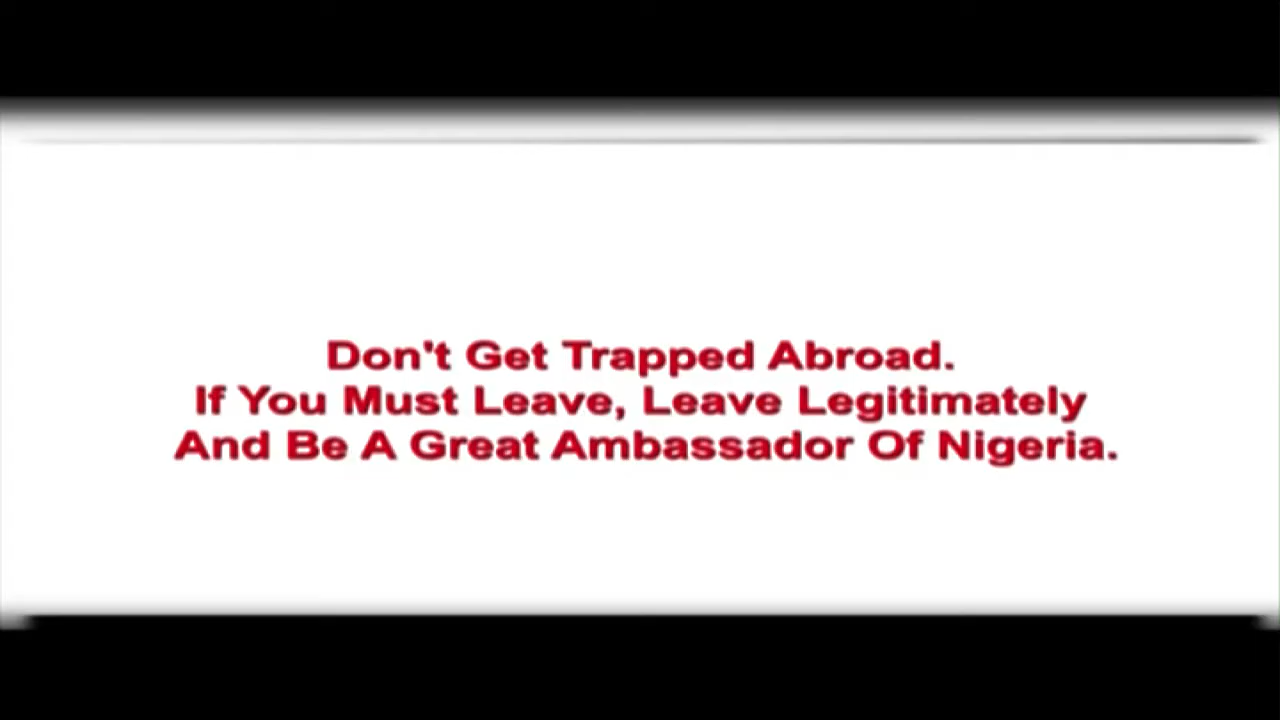 Don't Get Trapped Abroad.
If You Must Leave, Leave Legitimately
And Be A Great Ambassador Of Nigeria.